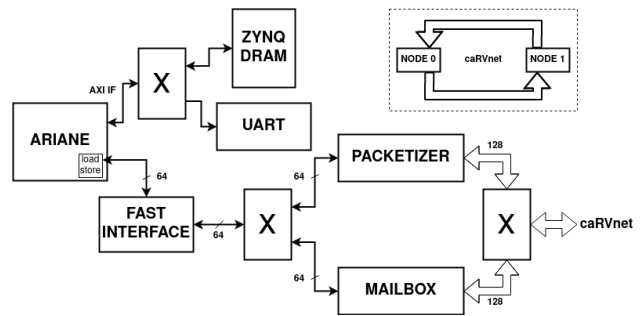 ZYNQ
DRAM
NODE 0
caRVnet
NODE 1
AXI IF
X
UART
ARIANE
load
store
64
PACKETIZER
128
64
FAST
INTERFACE
64
X
X
caRVnet
64
MAILBOX
128